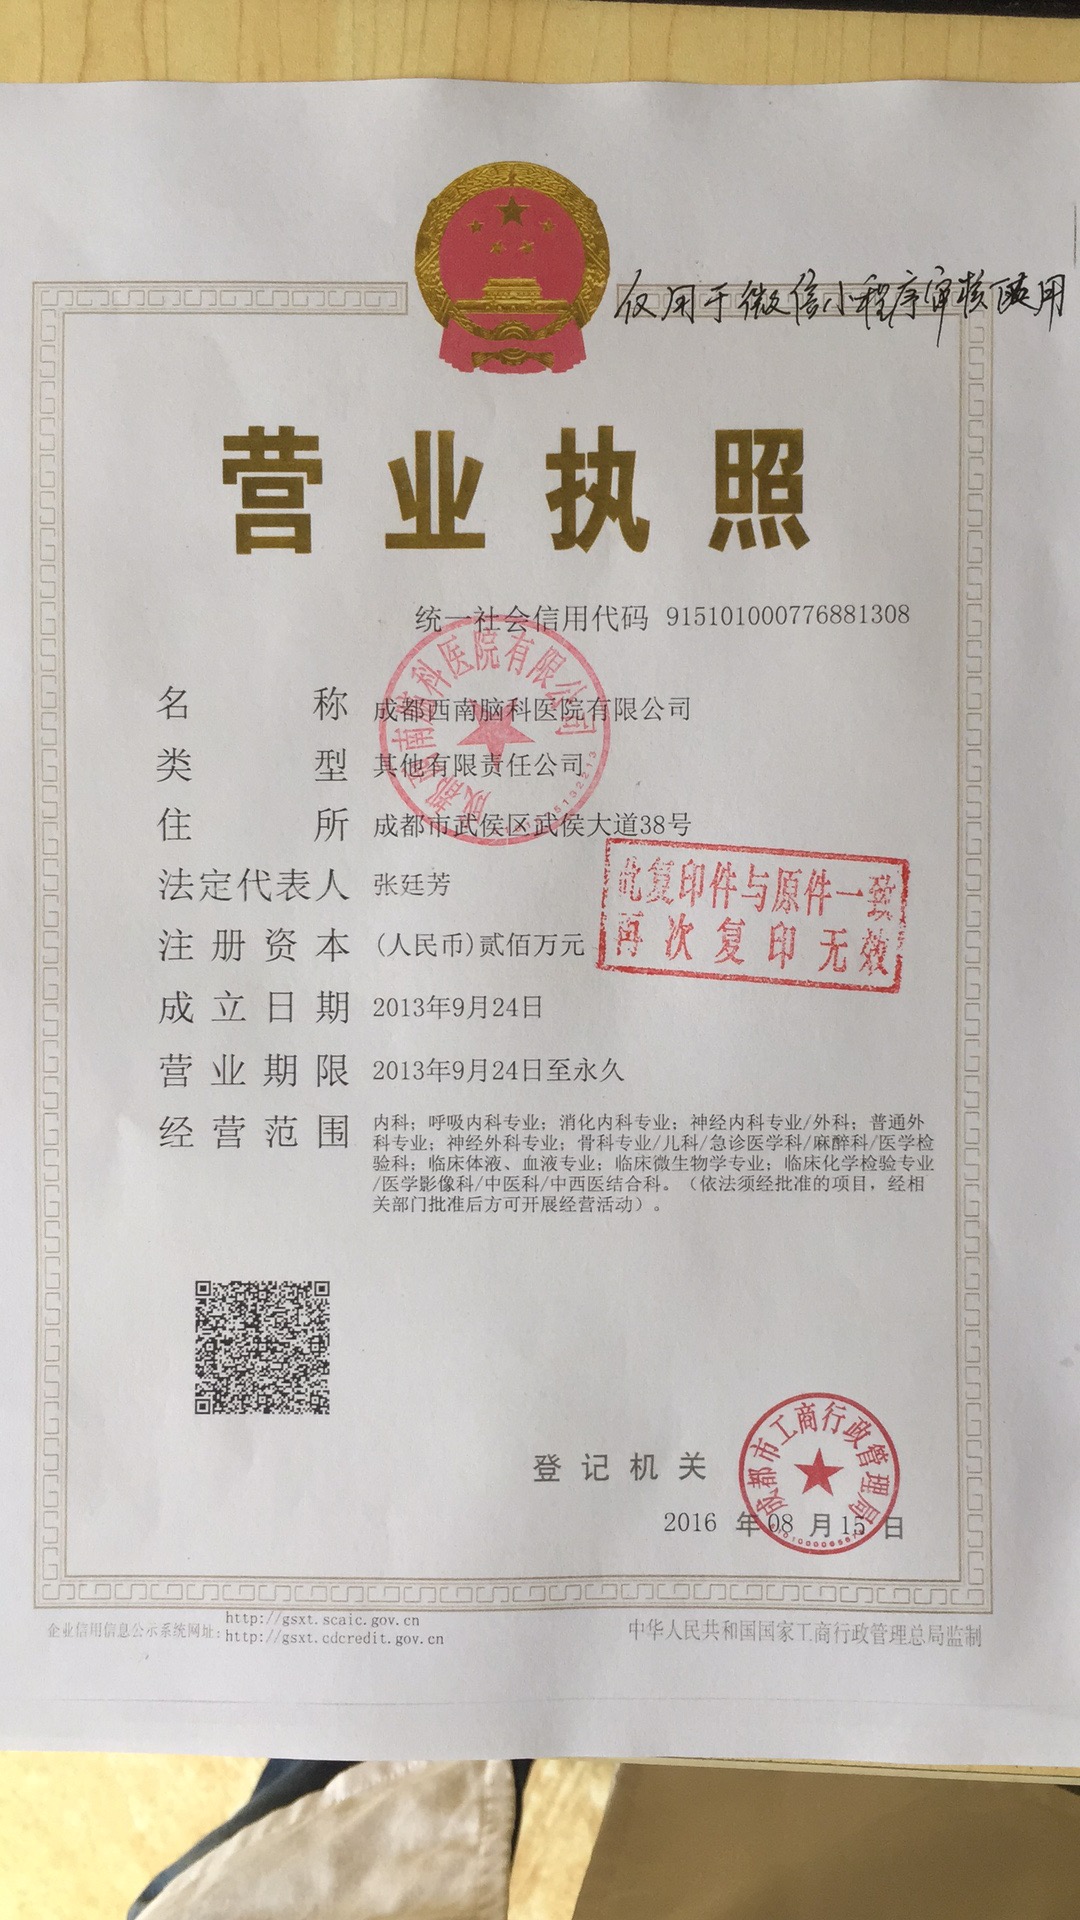 仅用于微信小程序审核使用
营业执照
统一社会信用代码 915101000776881308
名称 成都西南脑科医院有限公司
类型 其他有限责任公司
住所 成都市武侯区武侯大道38号
法定代表人 张廷芳
注册资本 (人民币)贰佰万元
成立日期 2013年9月24日
营业期限 2013年9月24日至永久
经营范围 内科；呼吸内科专业；消化内科专业；神经内科专业/外科；普通外
科专业；神经外科专业；骨科专业/儿科/急诊医学科/麻醉科/医学检
验科；临床体液、血液专业；临床微生物学专业；临床化学检验专业
/医学影像科/中医科/中西医结合科。（依法须经批准的项目，经相
关部门批准后方可开展经营活动）。
成都西南脑科医院有限公司
此复印件与原件一致
再次复印无效
登记机关
成都市工商行政管理局
2016 年 08 月 15 日
企业信用信息公示系统网址：
http://gsxt.scaic.gov.cn
http://gsxt.cdcredit.gov.cn
中华人民共和国国家工商行政管理总局监制